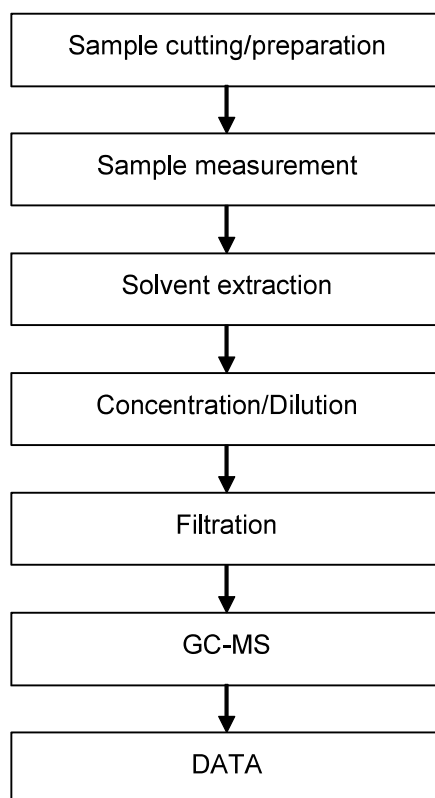 Sample cutting/preparation
Sample measurement
Solvent extraction
Concentration/Dilution
Filtration
GC-MS
DATA